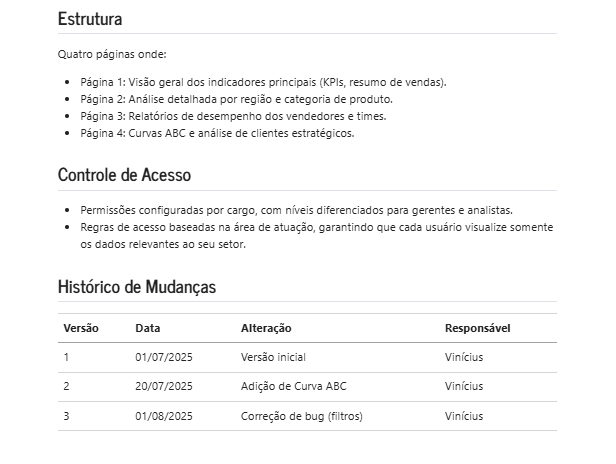 Estrutura
Quatro páginas onde:
Página 1: Visão geral dos indicadores principais (KPIs, resumo de vendas).
Página 2: Análise detalhada por região e categoria de produto.
Página 3: Relatórios de desempenho dos vendedores e times.
Página 4: Curvas ABC e análise de clientes estratégicos.
Controle de Acesso
Permissões configuradas por cargo, com níveis diferenciados para gerentes e analistas.
Regras de acesso baseadas na área de atuação, garantindo que cada usuário visualize somente
os dados relevantes ao seu setor.
Histórico de Mudanças
Versão Data Alteração Responsável
1 01/07/2025 Versão inicial Vinícius
2 20/07/2025 Adição de Curva ABC Vinícius
3 01/08/2025 Correção de bug (filtros) Vinícius